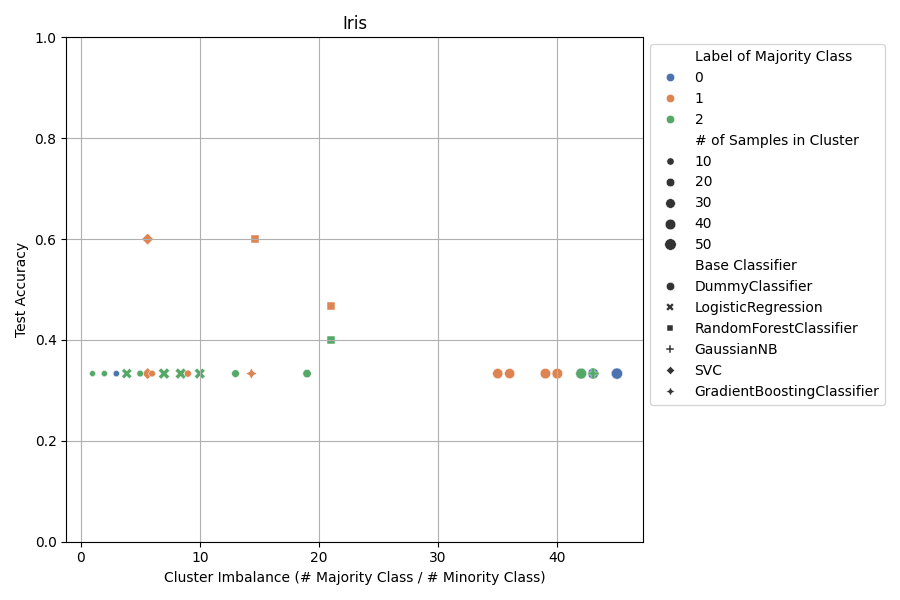 Iris
1.0
0.8
0.6
0.4
0.2
0.0
Test Accuracy
0
10
20
30
40
Cluster Imbalance (# Majority Class / # Minority Class)
Label of Majority Class
0
1
2
# of Samples in Cluster
10
20
30
40
50
Base Classifier
DummyClassifier
LogisticRegression
RandomForestClassifier
GaussianNB
SVC
GradientBoostingClassifier